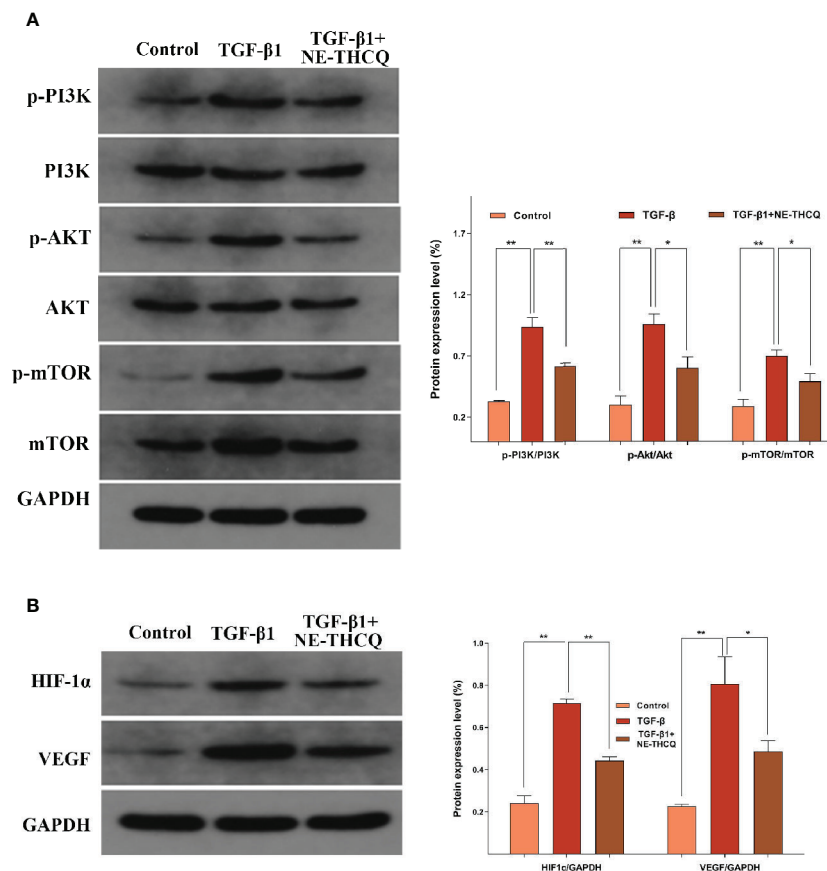 A
Control TGF-β1 TGF-β1+
NE-THCQ
p-PI3K
PI3K
p-AKT
AKT
p-mTOR
mTOR
GAPDH
Control TGF-β TGF-β1+NE-THCQ
Protein expression level (%)
1.7
1.2
0.7
0.2
** ** ** * ** *
p-PI3K/PI3K p-Akt/Akt p-mTOR/mTOR
B
Control TGF-β1 TGF-β1+
NE-THCQ
HIF-1α
VEGF
GAPDH
Protein expression level (%)
1.0
0.8
0.6
0.4
0.2
** ** ** *
Control
TGF-β
TGF-β1+
NE-THCQ
HIF1c/GAPDH VEGF/GAPDH